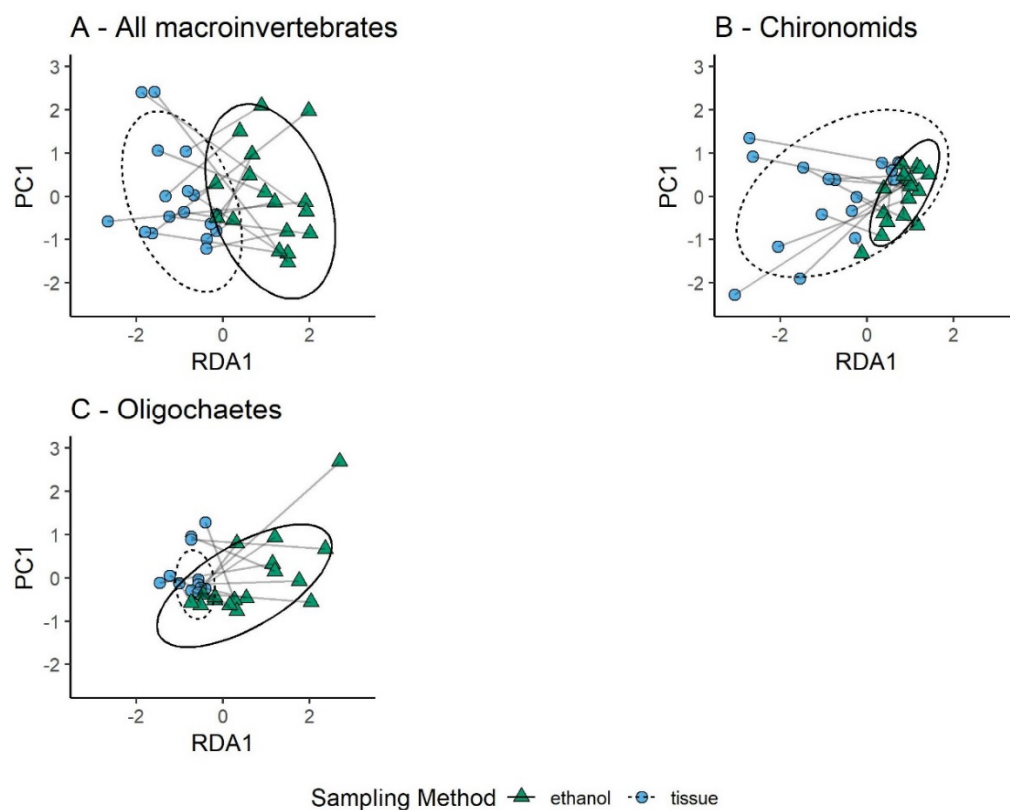 A - All macroinvertebrates
3
2
1
0
-1
-2
PC1
-2
0
2
RDA1
B - Chironomids
3
2
1
0
-1
-2
PC1
-2
0
2
RDA1
C - Oligochaetes
3
2
1
0
-1
-2
PC1
-2
0
2
RDA1
Sampling Method ethanol tissue